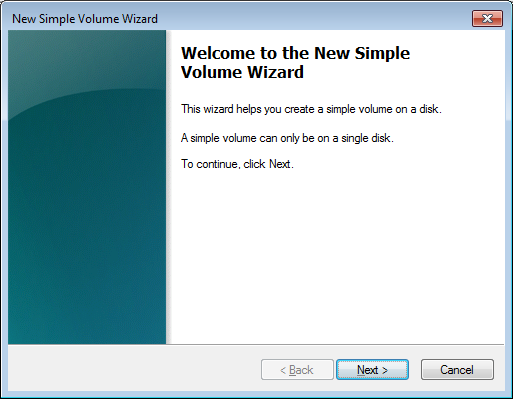 New Simple Volume Wizard
Welcome to the New Simple
Volume Wizard
This wizard helps you create a simple volume on a disk.
A simple volume can only be on a single disk.
To continue, click Next.
< Back
Next >
Cancel